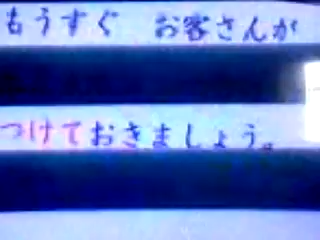 もうすぐ　お客さんが
つけておきましょう。